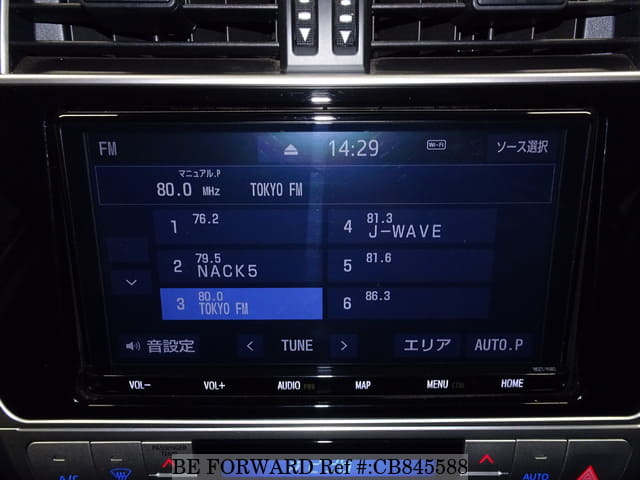 FM 14:29 Wi-Fi ソース選択
マニュアル.P
80.0 MHz TOKYO FM
1 76.2
2 79.5 NACK5
3 80.0 TOKYO FM
4 81.3 J-WAVE
5 81.6
6 86.3
音設定 < TUNE > エリア AUTO.P
VOL- VOL+ AUDIO PWR MAP MENU HOME
PASSENGER
A/C AUTO
BE FORWARD Ref #:CB845588